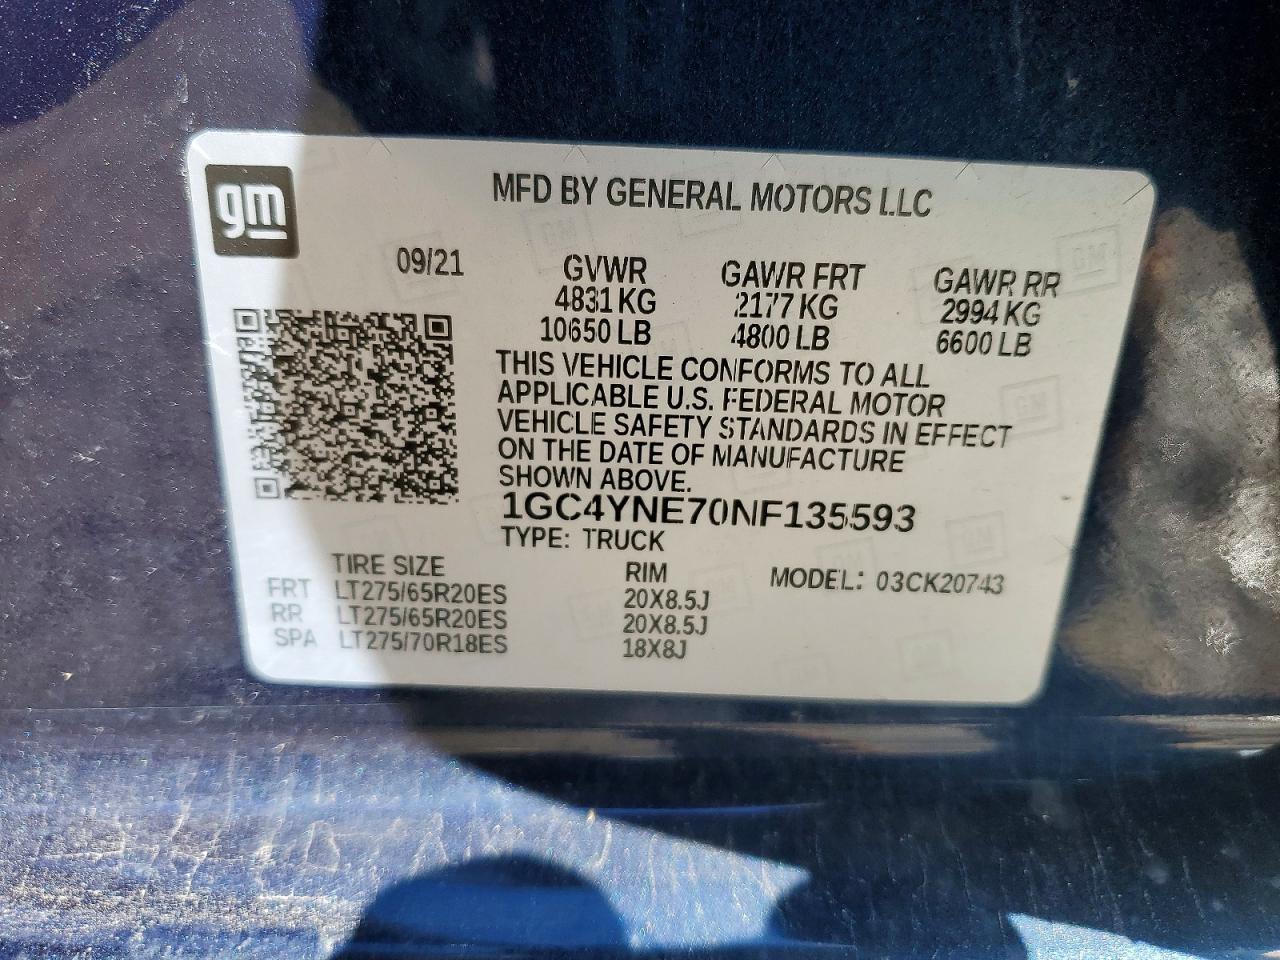 gm
MFD BY GENERAL MOTORS LLC
09/21 GVWR GAWR FRT GAWR RR
4831 KG 2177 KG 2994 KG
10650 LB 4800 LB 6600 LB
THIS VEHICLE CONFORMS TO ALL
APPLICABLE U.S. FEDERAL MOTOR
VEHICLE SAFETY STANDARDS IN EFFECT
ON THE DATE OF MANUFACTURE
SHOWN ABOVE.
1GC4YNE70NF135593
TYPE: TRUCK
TIRE SIZE RIM MODEL: 03CK20743
FRT LT275/65R20ES 20X8.5J
RR LT275/65R20ES 20X8.5J
SPA LT275/70R18ES 18X8J